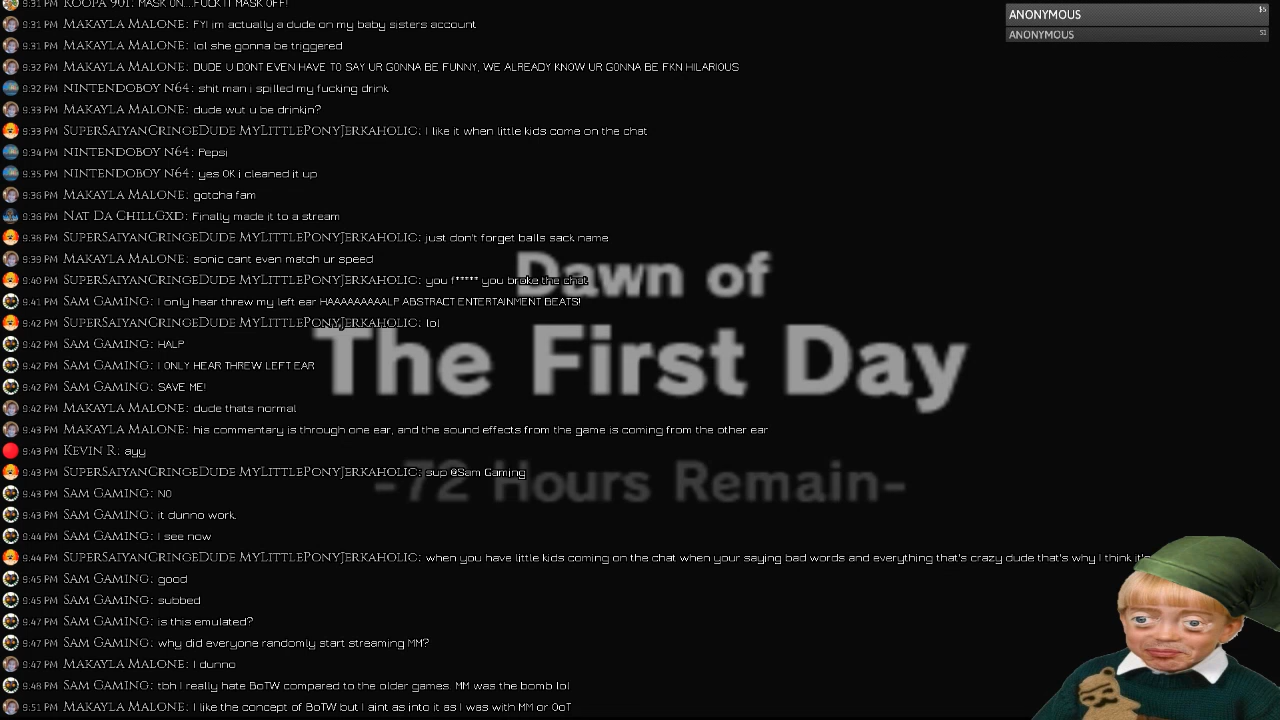 9:31 PM KOOPA 901: MASK ON...FUCK IT MASK OFF!
9:31 PM MAKAYLA MALONE: FYI im actually a dude on my baby sisters account
9:31 PM MAKAYLA MALONE: lol she gonna be triggered
9:32 PM MAKAYLA MALONE: DUDE U DONT EVEN HAVE TO SAY UR GONNA BE FUNNY, WE ALREADY KNOW UR GONNA BE FKN HILARIOUS
9:32 PM NINTENDOBOY N64: shit man i spilled my fucking drink
9:33 PM MAKAYLA MALONE: dude wut u be drinkin?
9:33 PM SUPERSAIYANCRINGEDUDE MYLITTLEPONYJERKAHOLIC: I like it when little kids come on the chat
9:34 PM NINTENDOBOY N64: Pepsi
9:35 PM NINTENDOBOY N64: yes OK i cleaned it up
9:36 PM MAKAYLA MALONE: gotcha fam
9:36 PM NAT DA CHILLGXD: Finally made it to a stream
9:38 PM SUPERSAIYANCRINGEDUDE MYLITTLEPONYJERKAHOLIC: just don't forget balls sack name
9:39 PM MAKAYLA MALONE: sonic cant even match ur speed
9:40 PM SUPERSAIYANCRINGEDUDE MYLITTLEPONYJERKAHOLIC: you f***** you broke the chat
9:41 PM SAM GAMING: I only hear threw my left ear HAAAAAAAAALP ABSTRACT ENTERTAINMENT BEATS!
9:42 PM SUPERSAIYANCRINGEDUDE MYLITTLEPONYJERKAHOLIC: lol
9:42 PM SAM GAMING: HALP
9:42 PM SAM GAMING: I ONLY HEAR THREW LEFT EAR
9:42 PM SAM GAMING: SAVE ME!
9:42 PM MAKAYLA MALONE: dude thats normal
9:43 PM MAKAYLA MALONE: his commentary is through one ear, and the sound effects from the game is coming from the other ear
9:43 PM KEVIN R.: ayy
9:43 PM SUPERSAIYANCRINGEDUDE MYLITTLEPONYJERKAHOLIC: sup @Sam Gaming
9:43 PM SAM GAMING: NO
9:43 PM SAM GAMING: it dunno work.
9:44 PM SAM GAMING: I see now
9:44 PM SUPERSAIYANCRINGEDUDE MYLITTLEPONYJERKAHOLIC: when you have little kids coming on the chat when your saying bad words and everything that's crazy dude that's why I think it's
9:45 PM SAM GAMING: good
9:45 PM SAM GAMING: subbed
9:47 PM SAM GAMING: is this emulated?
9:47 PM SAM GAMING: why did everyone randomly start streaming MM?
9:47 PM MAKAYLA MALONE: I dunno
9:48 PM SAM GAMING: tbh I really hate BoTW compared to the older games. MM was the bomb lol
9:51 PM MAKAYLA MALONE: I like the concept of BoTW but I aint as into it as I was with MM or OoT
Dawn of
The First Day
-72 Hours Remain-
ANONYMOUS $5
ANONYMOUS $1